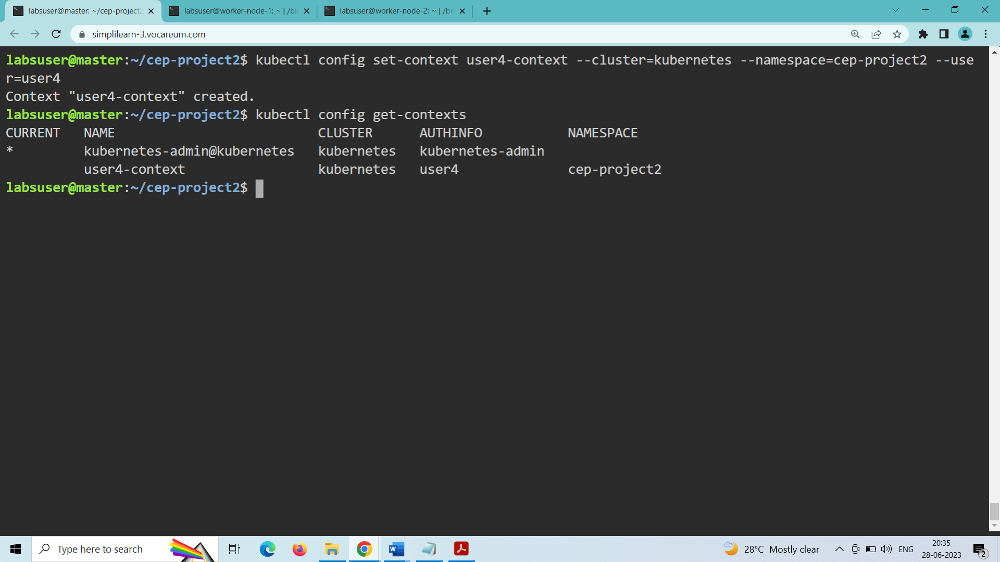 labsuser@master: ~/cep-project2
labsuser@worker-node-1: ~ | /bi
labsuser@worker-node-2: ~ | /bi
simplilearn-3.vocareum.com
labsuser@master:~/cep-project2$ kubectl config set-context user4-context --cluster=kubernetes --namespace=cep-project2 --use
r=user4
Context "user4-context" created.
labsuser@master:~/cep-project2$ kubectl config get-contexts
CURRENT NAME CLUSTER AUTHINFO NAMESPACE
* kubernetes-admin@kubernetes kubernetes kubernetes-admin
user4-context kubernetes user4 cep-project2
labsuser@master:~/cep-project2$
Type here to search
28°C Mostly clear
ENG
20:35
28-06-2023
2